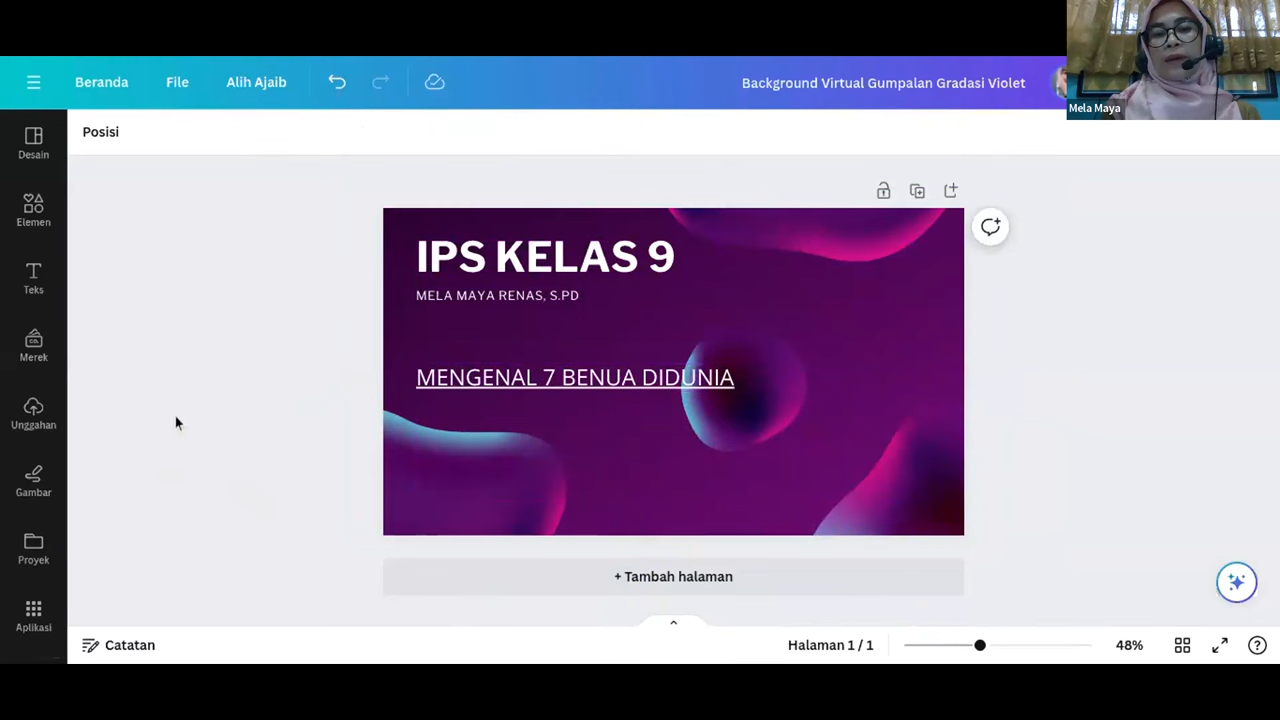 Beranda
File
Alih Ajaib
Background Virtual Gumpalan Gradasi Violet
Mela Maya
Posisi
Desain
Elemen
Teks
Merek
Unggahan
Gambar
Proyek
Aplikasi
IPS KELAS 9
MELA MAYA RENAS, S.PD
MENGENAL 7 BENUA DIDUNIA
+ Tambah halaman
Catatan
Halaman 1 / 1
48%